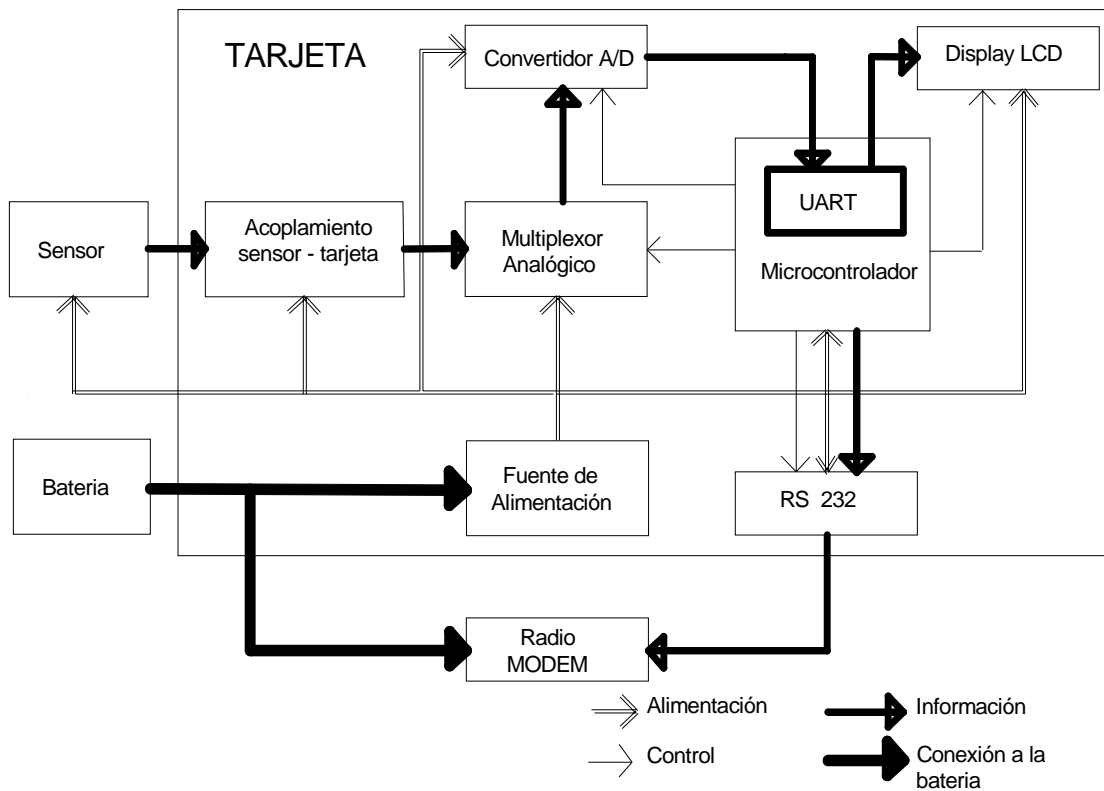 TARJETA
Convertidor A/D
Display LCD
UART
Sensor
Acoplamiento
sensor - tarjeta
Multiplexor
Analógico
Microcontrolador
Bateria
Fuente de
Alimentación
RS 232
Radio
MODEM
Alimentación
Información
Control
Conexión a la
bateria